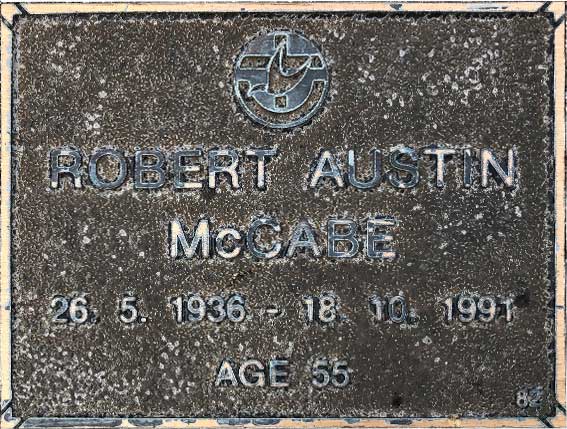 ROBERT AUSTIN
McCABE
26. 5. 1936 - 18. 10. 1991
AGE 55